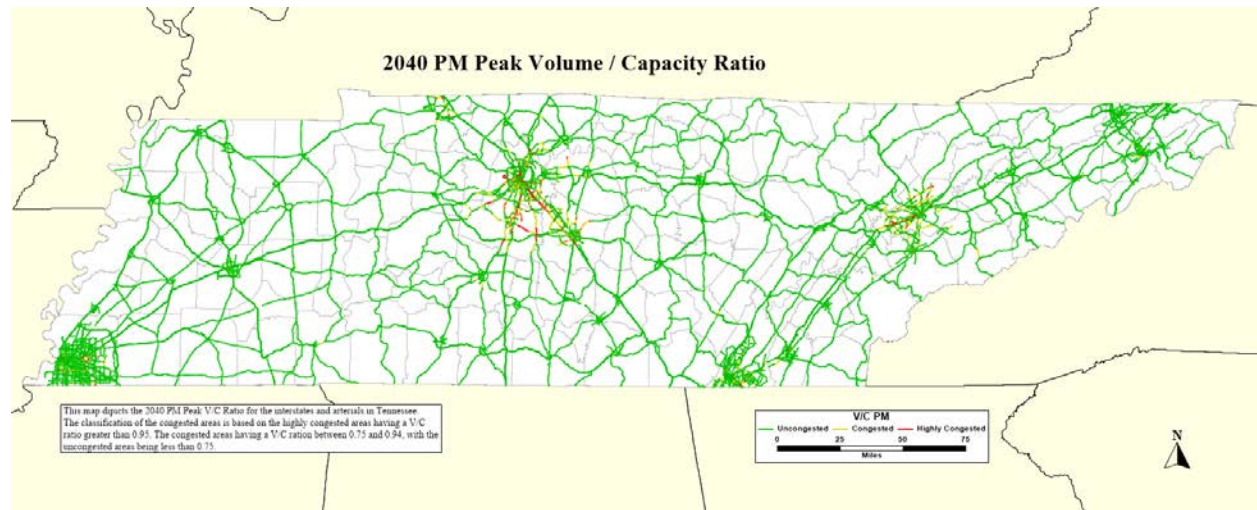 2040 PM Peak Volume / Capacity Ratio
This map dipicts the 2040 PM Peak V/C Ratio for the interstates and arterials in Tennessee.
The classification of the congested areas is based on the highly congested areas having a V/C
ratio greater than 0.95. The congested areas having a V/C ration between 0.75 and 0.94, with the
uncongested areas being less than 0.75.
V/C PM
Uncongested Congested Highly Congested
0 25 50 75
Miles
N